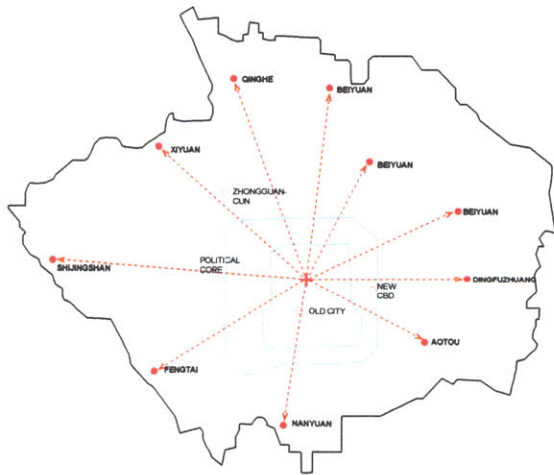 QINGHE
BEIYUAN
XIYUAN
BEIYUAN
ZHONGGUAN-
CUN
BEIYUAN
POLITICAL
CORE
SHIJINGSHAN
DINGFUZHUANG
NEW
CBD
OLD CITY
AOTOU
FENGTAI
NANYUAN